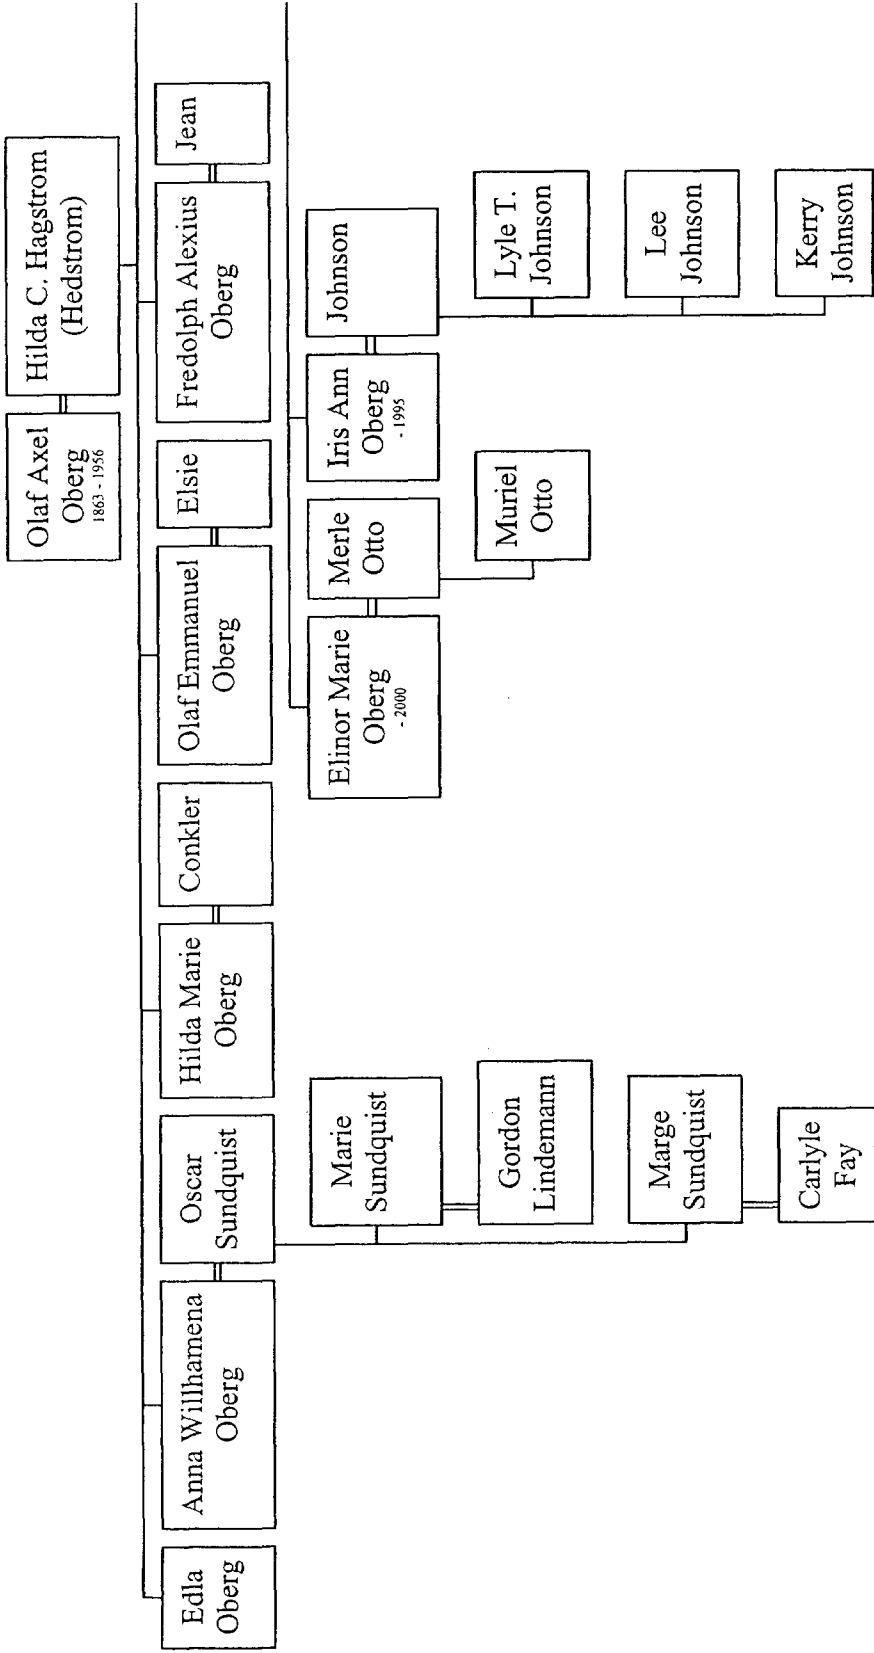 Olaf Axel
Oberg
1863 - 1956
Hilda C. Hagstrom
(Hedstrom)
Edla
Oberg
Anna Willhamena
Oberg
Oscar
Sundquist
Hilda Marie
Oberg
Conkler
Olaf Emmanuel
Oberg
Elsie
Fredolph Alexius
Oberg
Jean
Marie
Sundquist
Gordon
Lindemann
Marge
Sundquist
Carlyle
Fay
Elinor Marie
Oberg
- 2000
Merle
Otto
Muriel
Otto
Iris Ann
Oberg
- 1995
Johnson
Lyle T.
Johnson
Lee
Johnson
Kerry
Johnson